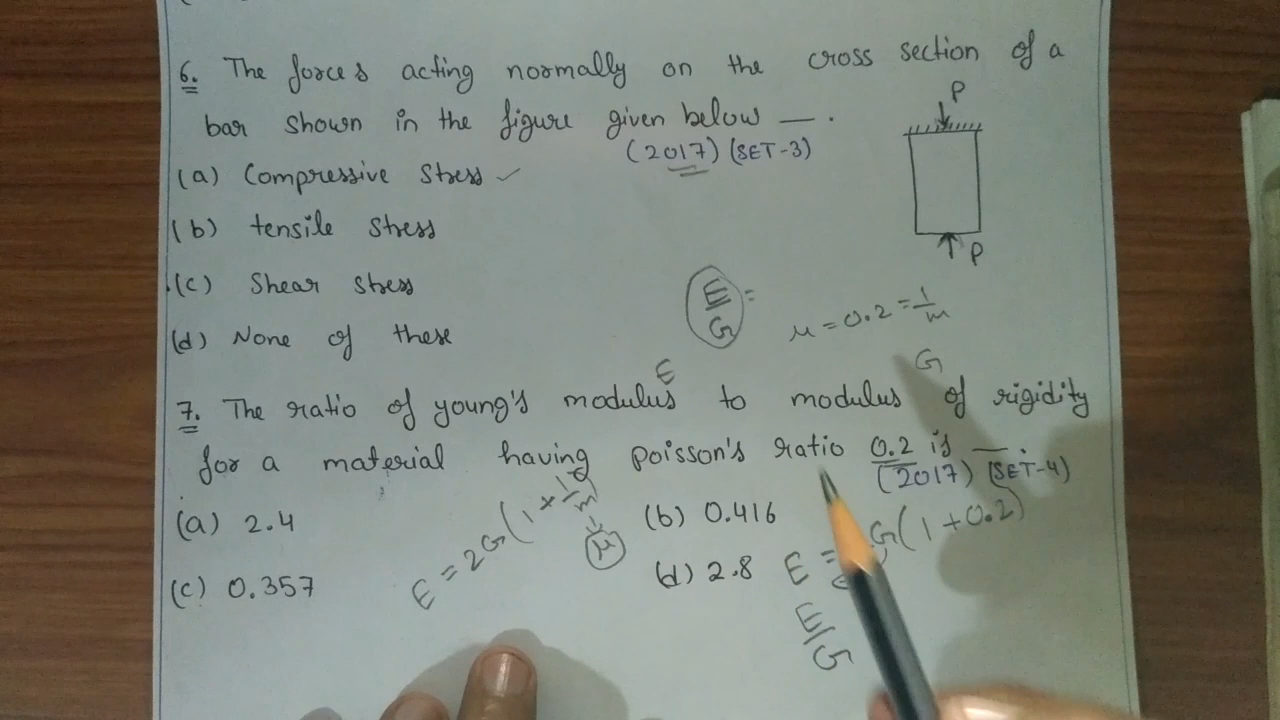 6. The forces acting normally on the cross section of a
bar shown in the figure given below — .
(2017) (SET-3)
P
(a) Compressive Stress ✓
(b) tensile Stress
(c) Shear stress
(d) None of these
P
E/G =
μ = 0.2 = 1/m
E
G
7. The ratio of young's modulus to modulus of rigidity
for a material having poisson's ratio 0.2 is — .
(2017) (SET-4)
(a) 2.4
(b) 0.416
(c) 0.357
(d) 2.8
E = 2G(1 + 1/m
μ
E = G(1 + 0.2)
E/G